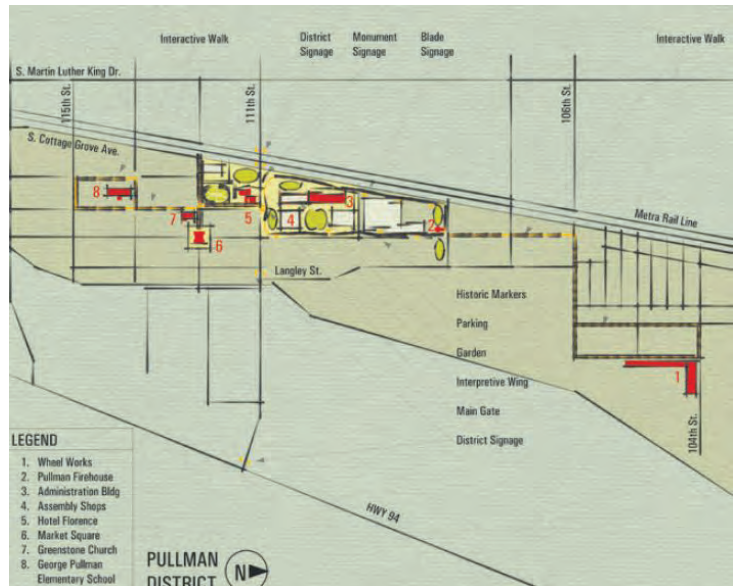 Interactive Walk
District
Signage
Monument
Signage
Blade
Signage
Interactive Walk
S. Martin Luther King Dr.
115th St.
111th St.
106th St.
S. Cottage Grove Ave.
P
P
Metra Rail Line
8
7
6
5
4
3
2
1
Langley St.
Historic Markers
Parking
Garden
Interpretive Wing
Main Gate
District Signage
104th St.
HWY 94
LEGEND
1. Wheel Works
2. Pullman Firehouse
3. Administration Bldg
4. Assembly Shops
5. Hotel Florence
6. Market Square
7. Greenstone Church
8. George Pullman
Elementary School
PULLMAN
DISTRICT
N